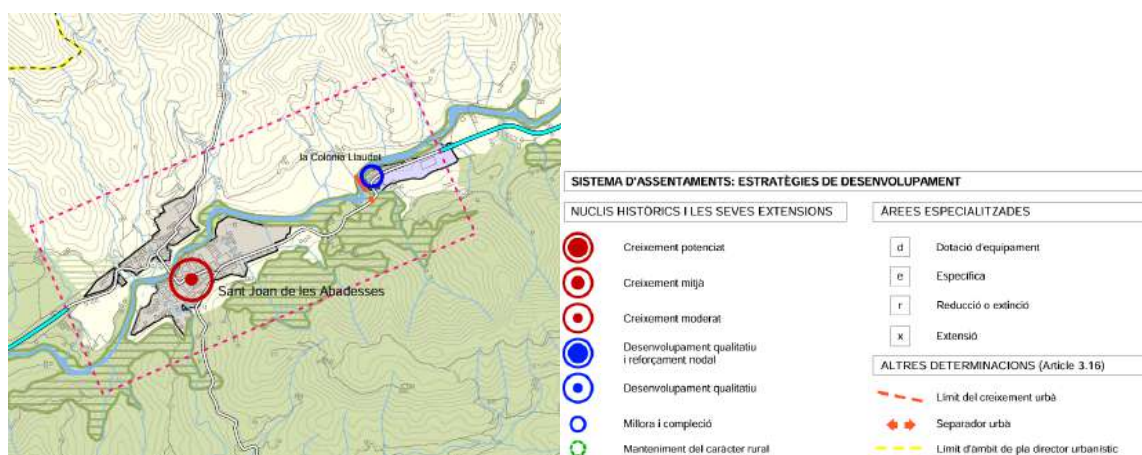 la Colònia Llaudet
Sant Joan de les Abadesses
SISTEMA D'ASSENTAMENTS: ESTRATÈGIES DE DESENVOLUPAMENT
NUCLIS HISTÒRICS I LES SEVES EXTENSIONS
Creixement potenciat
Creixement mitjà
Creixement moderat
Desenvolupament qualitatiu
i reforçament nodal
Desenvolupament qualitatiu
Millora i compleció
Manteniment del caràcter rural
ÀREES ESPECIALITZADES
d Dotació d'equipament
e Específica
r Reducció o extinció
x Extensió
ALTRES DETERMINACIONS (Article 3.16)
Límit del creixement urbà
Separador urbà
Límit d'àmbit de pla director urbanístic